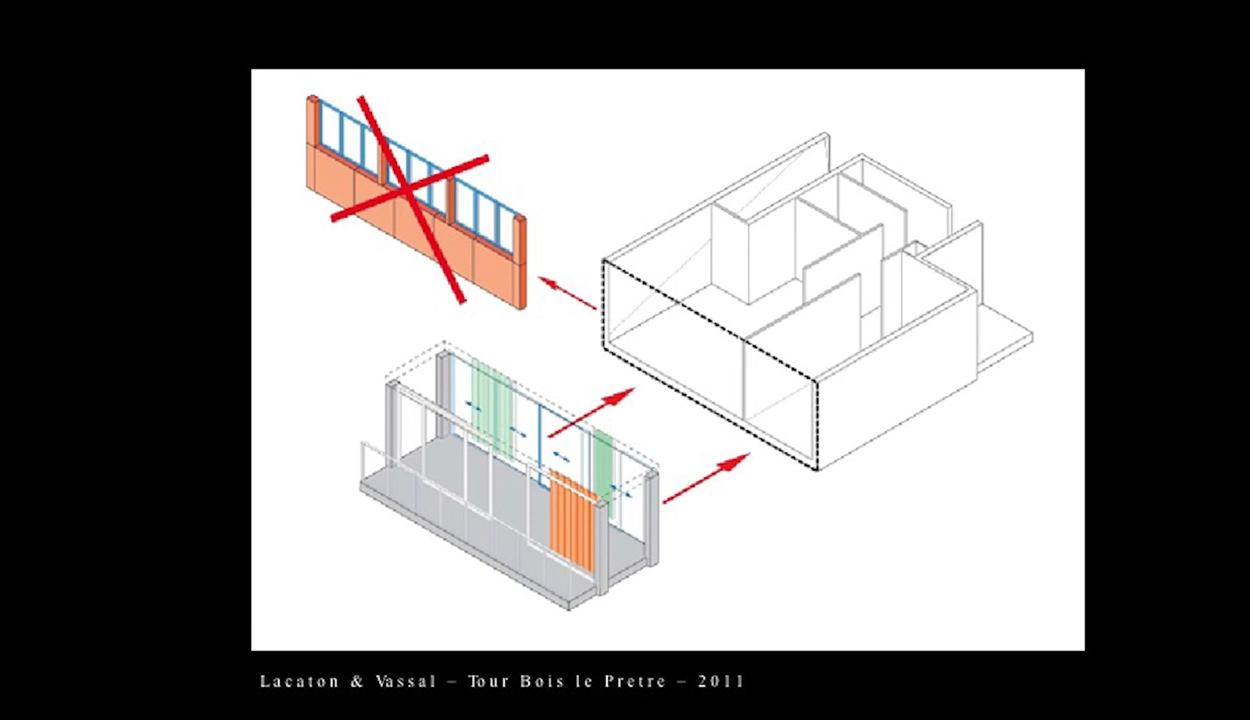 Lacaton & Vassal – Tour Bois le Pretre – 2011